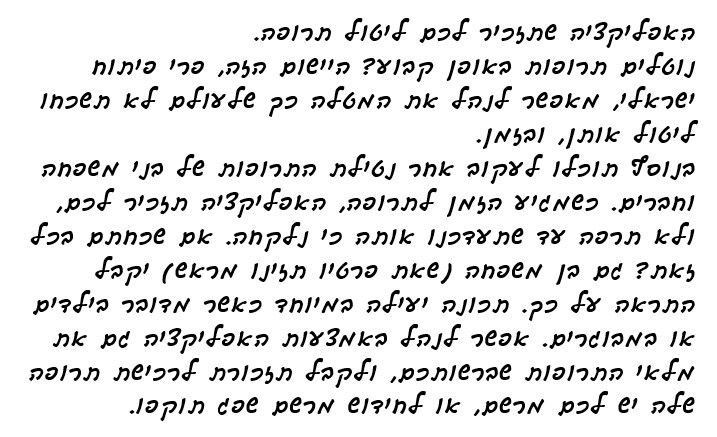 האפליקציה שתזכיר לכם ליטול תרופה.
נוטלים תרופות באופן קבוע? היישום הזה, פרי פיתוח
ישראלי, מאפשר לנהל את המטלה כך שלעולם לא תשכחו
ליטול אותן, ובזמן.
בנוסף תוכלו לעקוב אחר נטילת התרופות של בני משפחה
וחברים. כשמגיע הזמן לתרופה, האפליקציה תזכיר לכם,
ולא תרפה עד שתעדכנו אותה כי נלקחה. אם שכחתם בכל
זאת? גם בן משפחה (שאת פרטיו תזינו מראש) יקבל
התראה על כך. תכונה יעילה במיוחד כאשר מדובר בילדים
או במבוגרים. אפשר לנהל באמצעות האפליקציה גם את
מלאי התרופות שברשותכם, ולקבל תזכורת לרכישת תרופה
שלה יש לכם מרשם, או לחידוש מרשם שפג תוקפו.